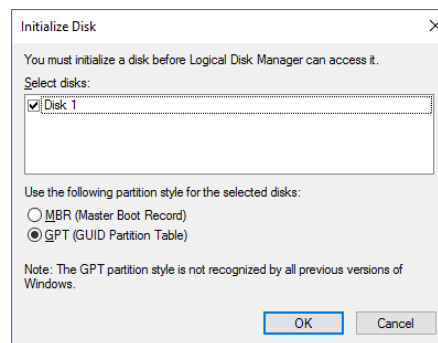 Initialize Disk
You must initialize a disk before Logical Disk Manager can access it.
Select disks:
Disk 1
Use the following partition style for the selected disks:
MBR (Master Boot Record)
GPT (GUID Partition Table)
Note: The GPT partition style is not recognized by all previous versions of
Windows.
OK Cancel